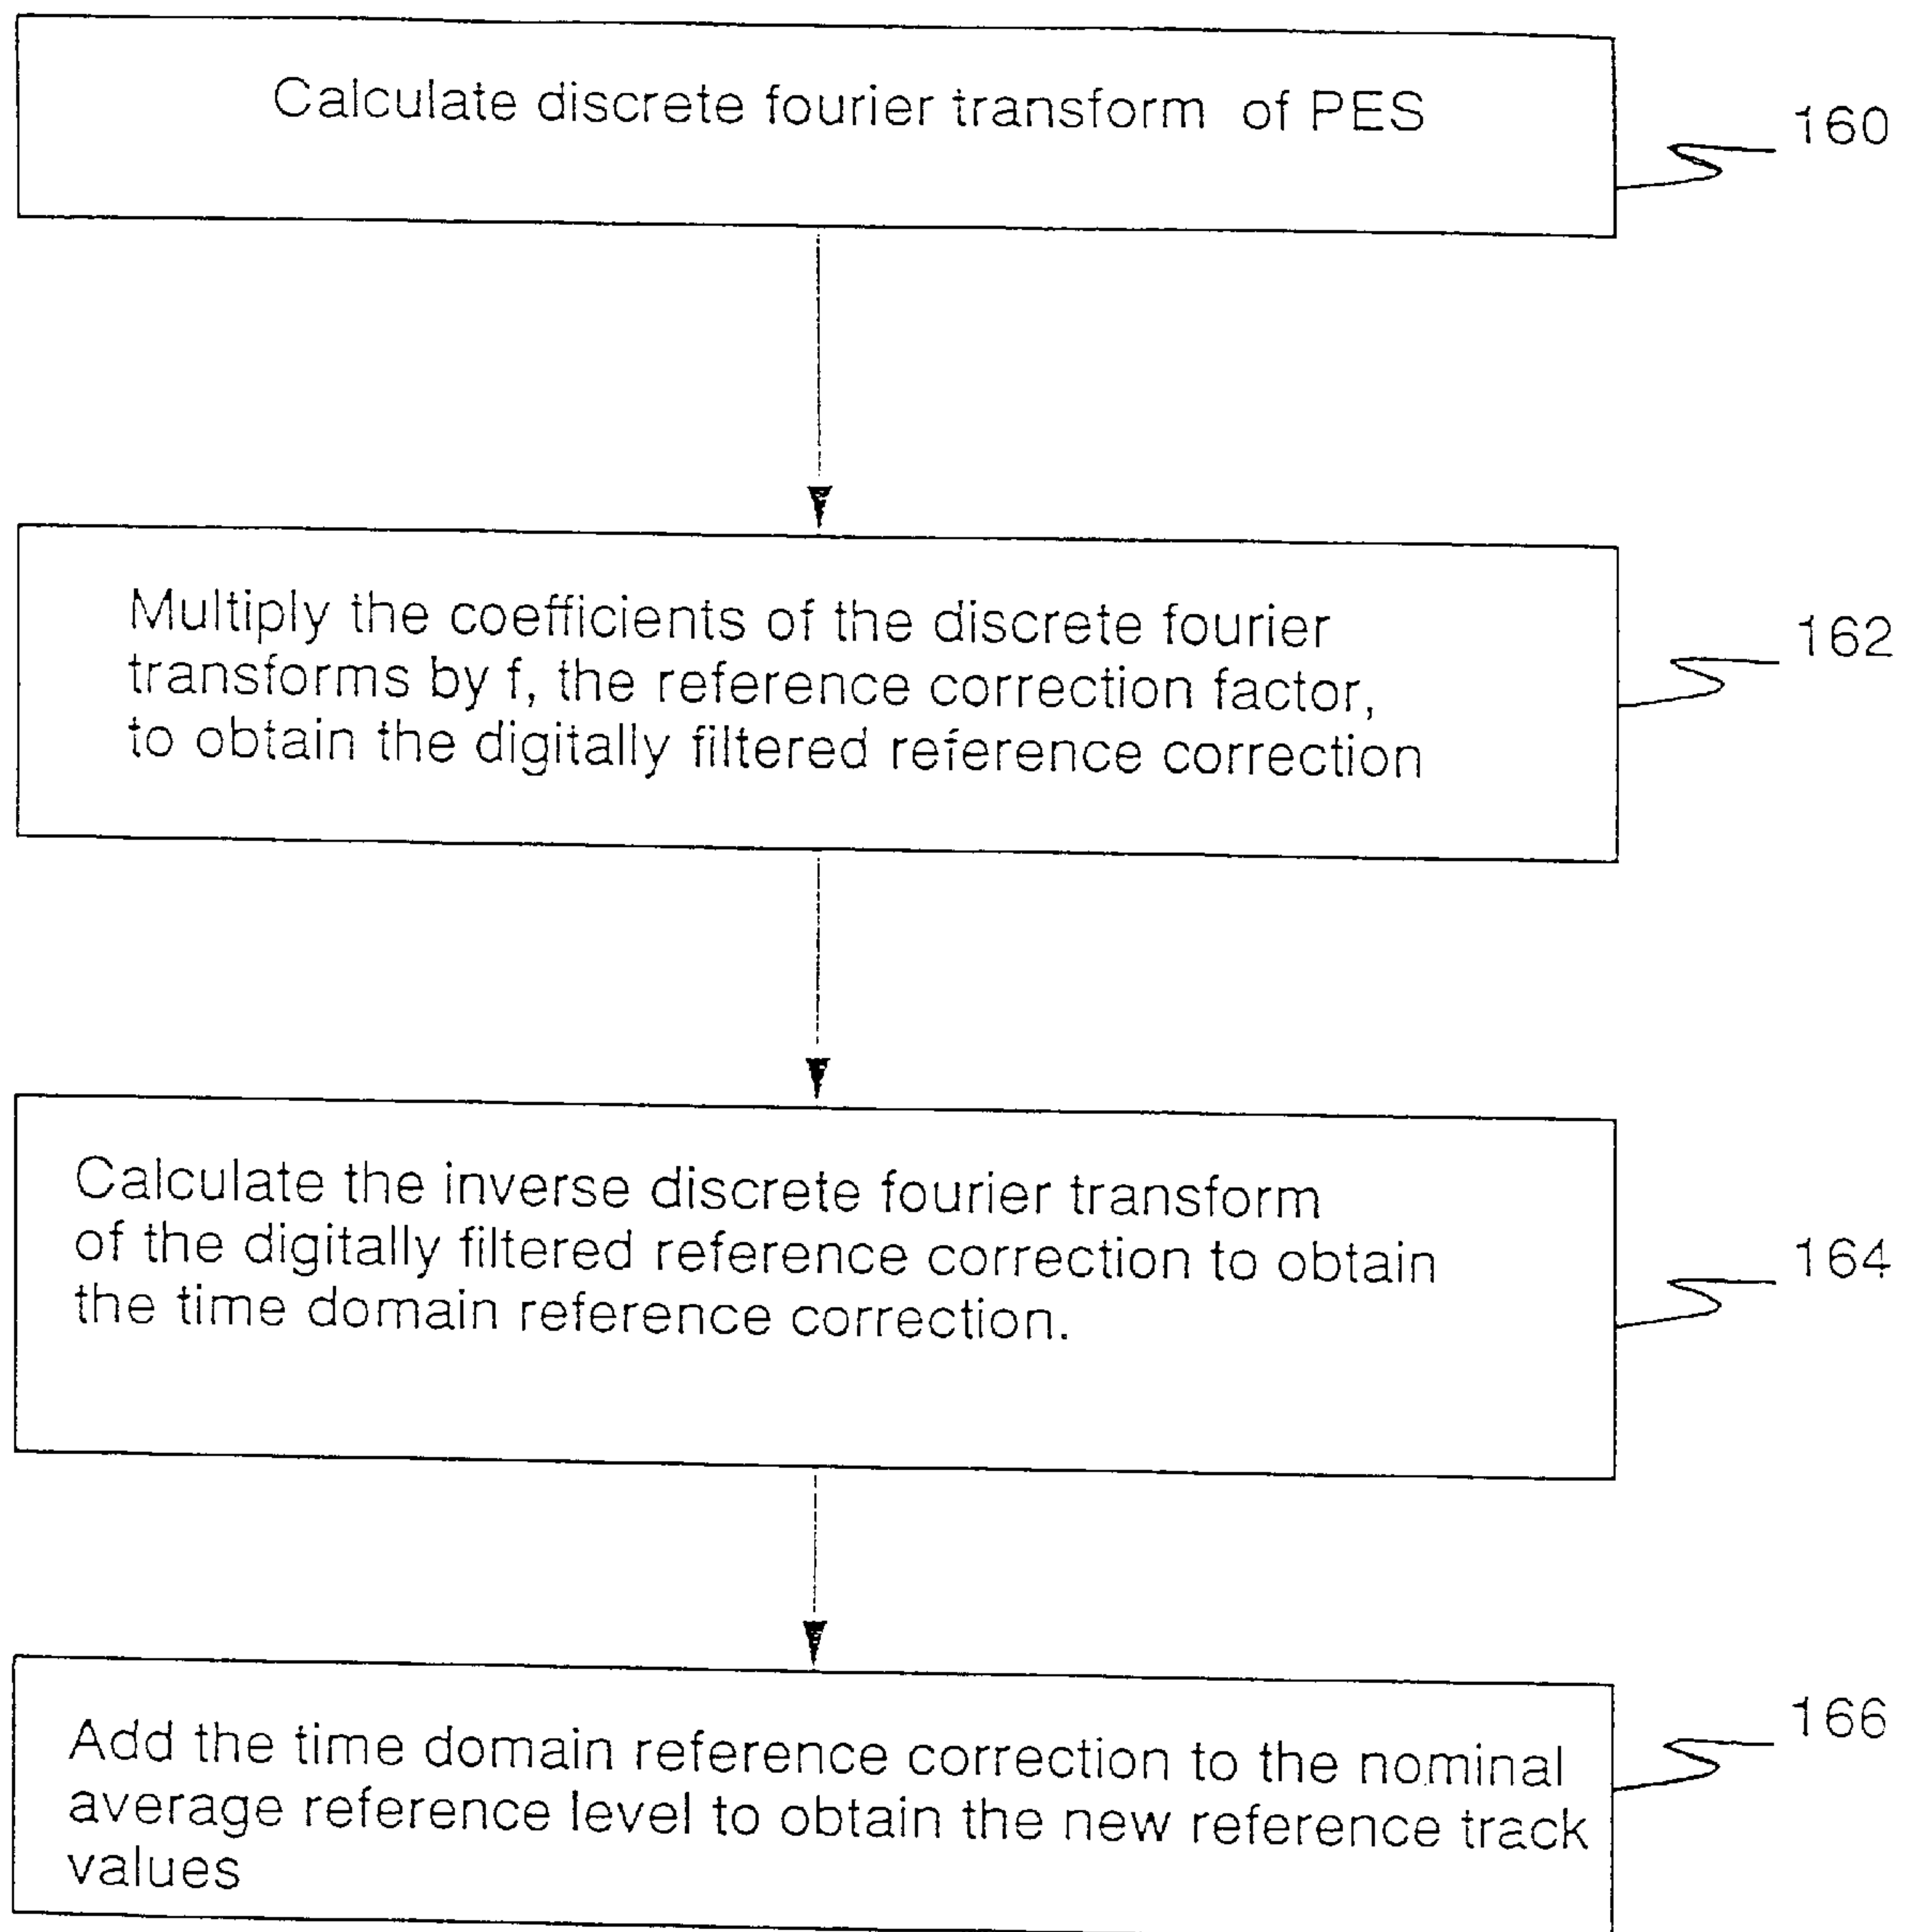 Calculate discrete fourier transform of PES
160
Multiply the coefficients of the discrete fourier
transforms by f, the reference correction factor,
to obtain the digitally filtered reference correction
162
Calculate the inverse discrete fourier transform
of the digitally filtered reference correction to obtain
the time domain reference correction.
164
Add the time domain reference correction to the nominal
average reference level to obtain the new reference track
values
166